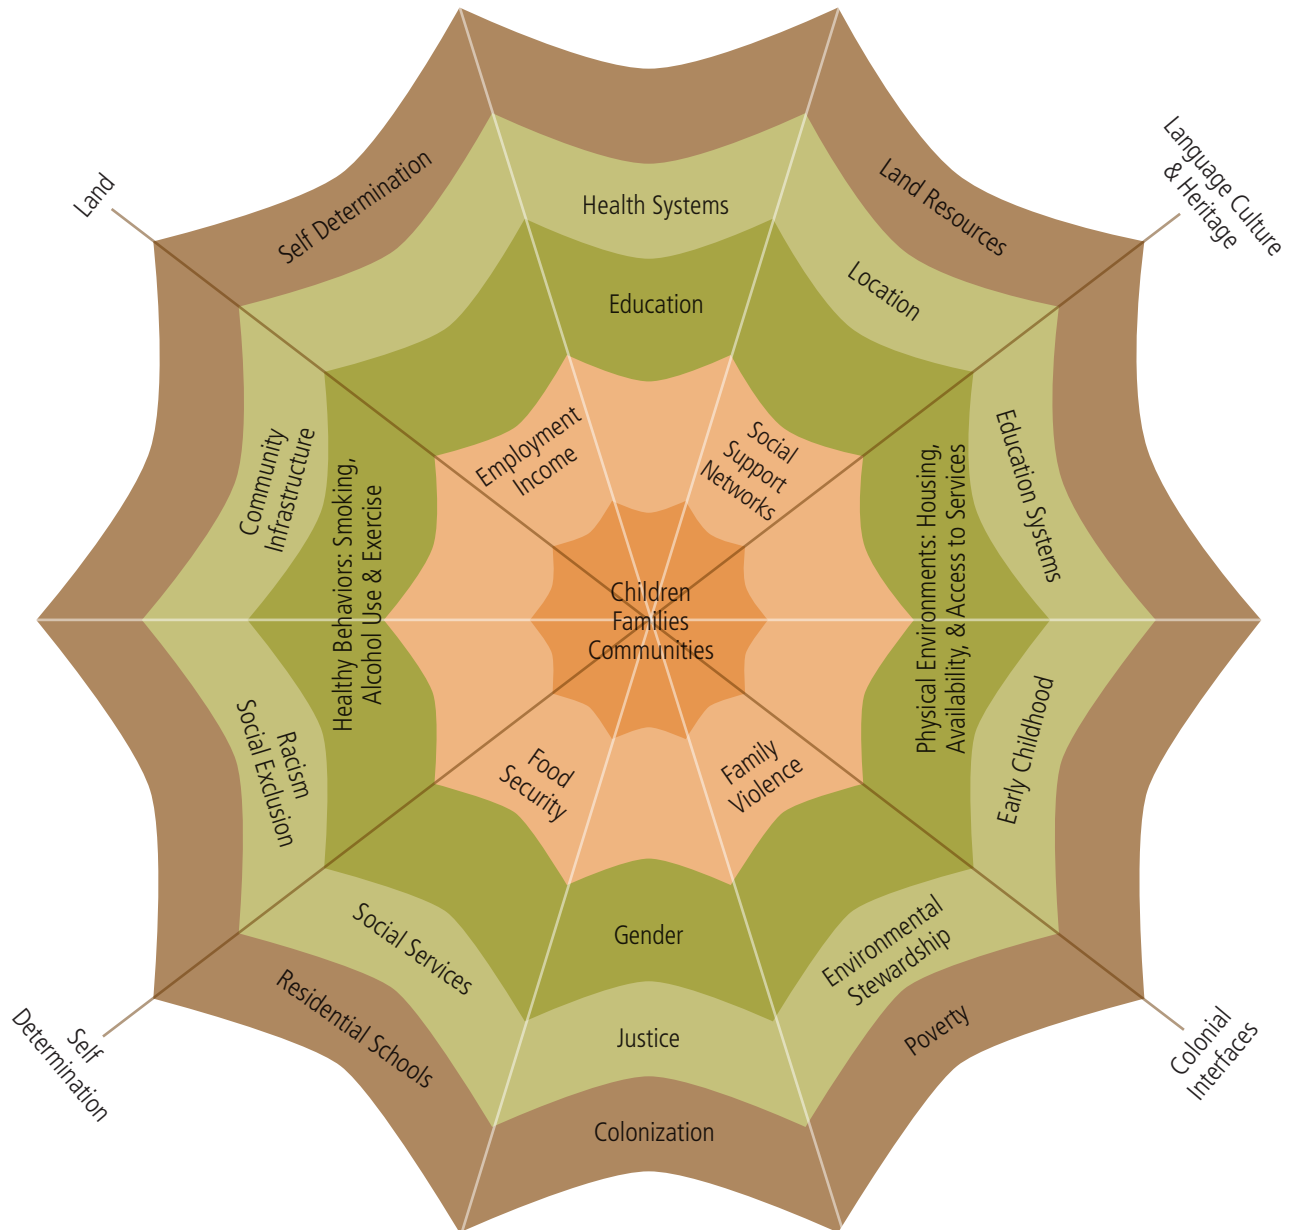 Language Culture
& Heritage
Land
Self Determination
Land Resources
Health Systems
Location
Education
Community
Infrastructure
Education Systems
Employment
Income
Social
Support
Networks
Healthy Behaviors: Smoking,
Alcohol Use & Exercise
Physical Environments: Housing,
Availability, & Access to Services
Children
Families
Communities
Racism
Social Exclusion
Early Childhood
Food
Security
Family
Violence
Social Services
Gender
Environmental
Stewardship
Residential Schools
Justice
Poverty
Colonization
Self
Determination
Colonial
Interfaces